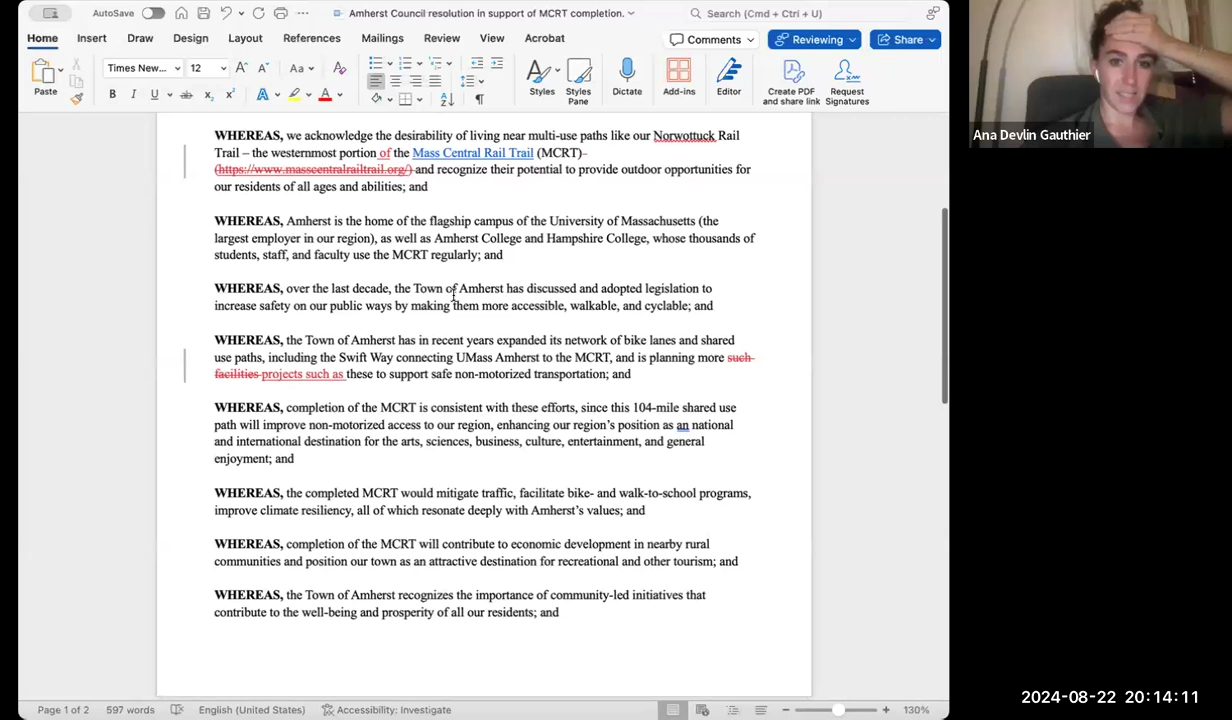 AutoSave
Amherst Council resolution in support of MCRT completion.
Search (Cmd + Ctrl + U)
Home Insert Draw Design Layout References Mailings Review View Acrobat Comments Reviewing Share
Paste
Times New... 12
Aa
B I U ab x₂ x²
A A
Styles
Styles Pane
Dictate
Add-ins
Editor
Create PDF and share link
Request Signatures
Ana Devlin Gauthier
WHEREAS, we acknowledge the desirability of living near multi-use paths like our Norwottuck Rail
Trail – the westernmost portion of the Mass Central Rail Trail (MCRT)
(https://www.masscentralrailtrail.org/) and recognize their potential to provide outdoor opportunities for
our residents of all ages and abilities; and
WHEREAS, Amherst is the home of the flagship campus of the University of Massachusetts (the
largest employer in our region), as well as Amherst College and Hampshire College, whose thousands of
students, staff, and faculty use the MCRT regularly; and
WHEREAS, over the last decade, the Town of Amherst has discussed and adopted legislation to
increase safety on our public ways by making them more accessible, walkable, and cyclable; and
WHEREAS, the Town of Amherst has in recent years expanded its network of bike lanes and shared
use paths, including the Swift Way connecting UMass Amherst to the MCRT, and is planning more such
facilities projects such as these to support safe non-motorized transportation; and
WHEREAS, completion of the MCRT is consistent with these efforts, since this 104-mile shared use
path will improve non-motorized access to our region, enhancing our region's position as an national
and international destination for the arts, sciences, business, culture, entertainment, and general
enjoyment; and
WHEREAS, the completed MCRT would mitigate traffic, facilitate bike- and walk-to-school programs,
improve climate resiliency, all of which resonate deeply with Amherst's values; and
WHEREAS, completion of the MCRT will contribute to economic development in nearby rural
communities and position our town as an attractive destination for recreational and other tourism; and
WHEREAS, the Town of Amherst recognizes the importance of community-led initiatives that
contribute to the well-being and prosperity of all our residents; and
Page 1 of 2 597 words English (United States) Accessibility: Investigate 130%
2024-08-22 20:14:11